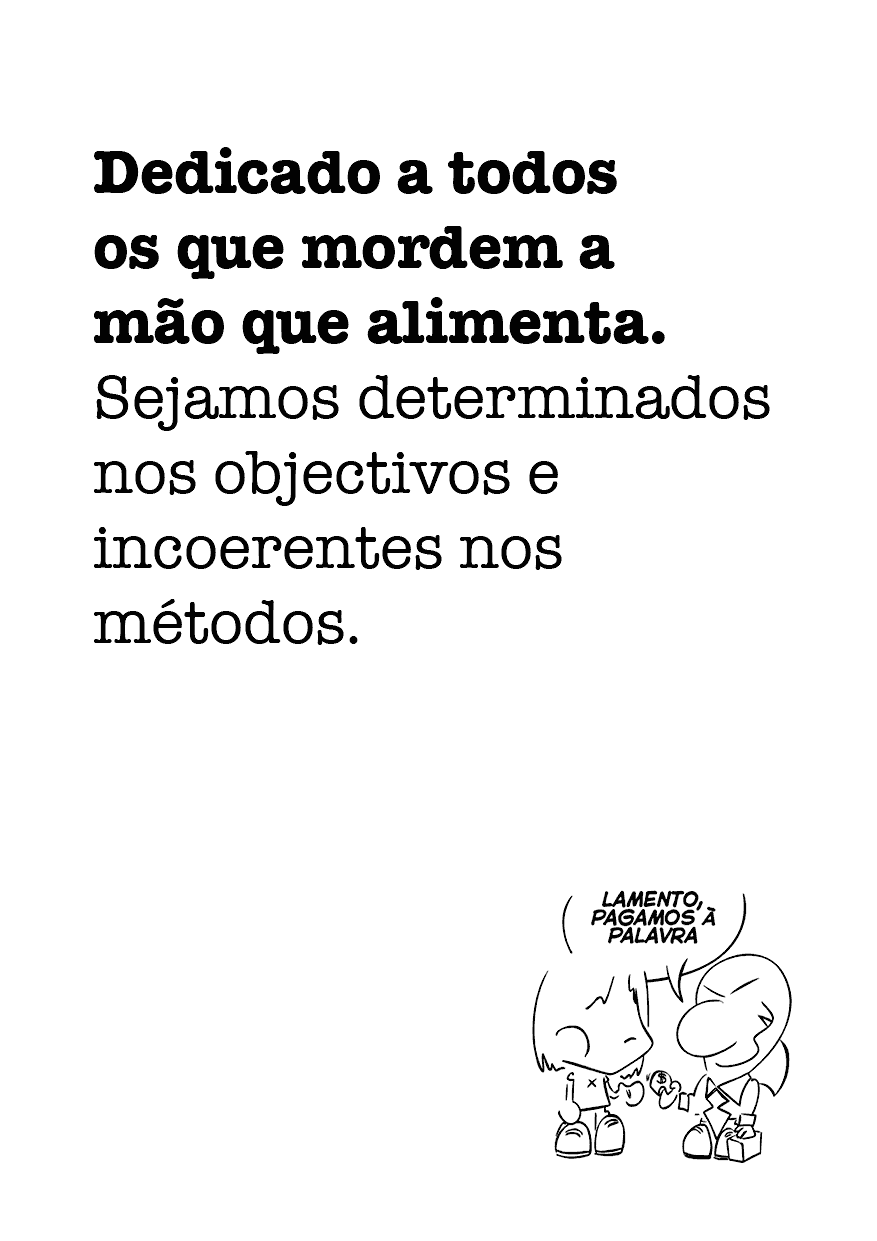 Dedicado a todos
os que mordem a
mão que alimenta.
Sejamos determinados
nos objectivos e
incoerentes nos
métodos.
LAMENTO,
PAGAMOS À
PALAVRA
$